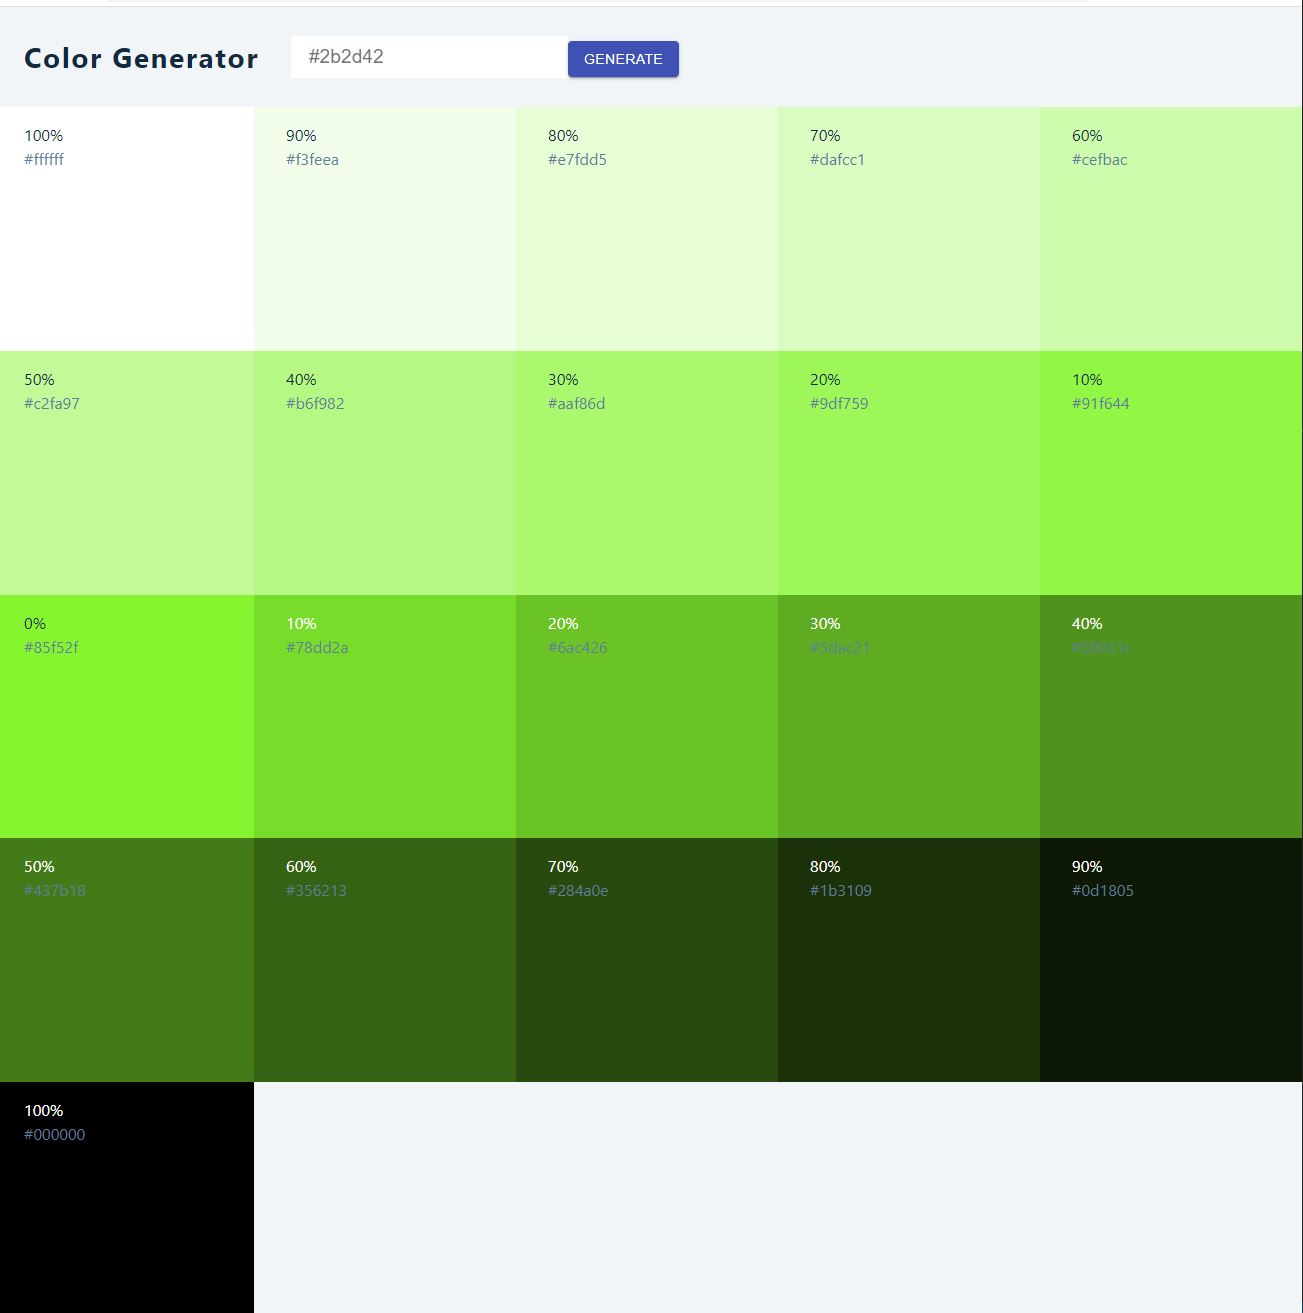 Color Generator
#2b2d42
GENERATE
100%
#ffffff
90%
#f3feea
80%
#e7fdd5
70%
#dafcc1
60%
#cefbac
50%
#c2fa97
40%
#b6f982
30%
#aaf86d
20%
#9df759
10%
#91f644
0%
#85f52f
10%
#78dd2a
20%
#6ac426
30%
#5dac21
40%
#50931c
50%
#437b18
60%
#356213
70%
#284a0e
80%
#1b3109
90%
#0d1805
100%
#000000